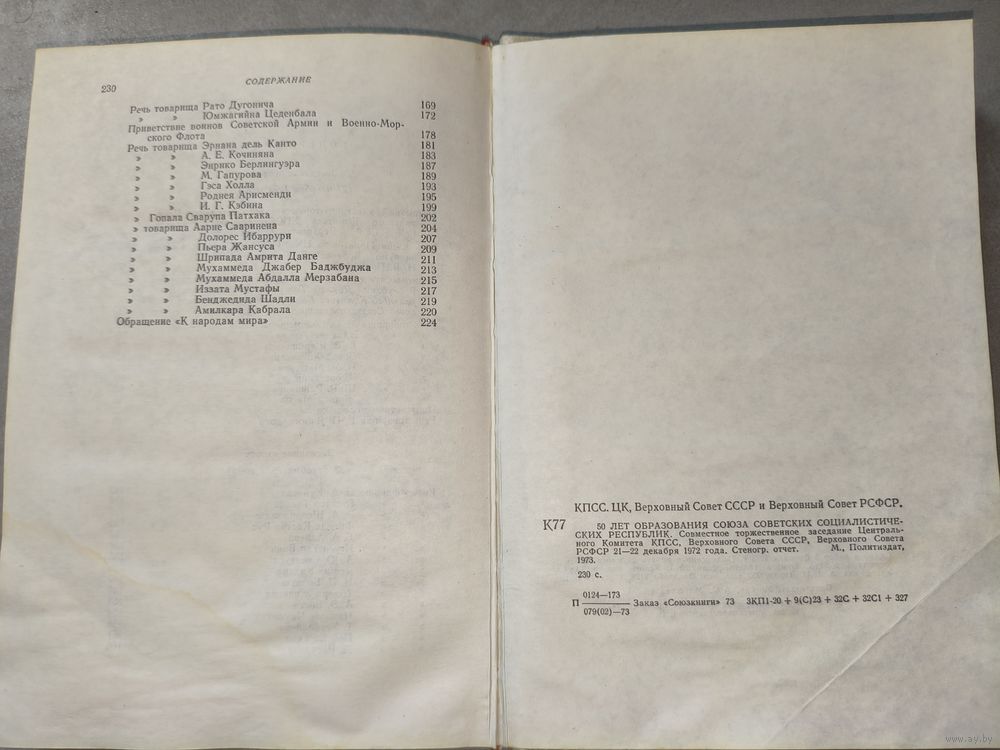 230
СОДЕРЖАНИЕ
Речь товарища Рато Дугонича 169
» » Юмжагийна Цеденбала 172
Приветствие воинов Советской Армии и Военно-Мор-
ского Флота 178
Речь товарища Эрнана дель Канто 181
» » А. Е. Кочиняна 183
» » Энрико Берлингуэра 187
» » М. Гапурова 189
» » Гэса Холла 193
» » Роднея Арисменди 195
» » И. Г. Кэбина 199
» Гопала Сварупа Патхака 202
» товарища Аарне Сааринена 204
» » Долорес Ибаррури 207
» » Пьера Жансуса 209
» » Шрипада Амрита Данге 211
» » Мухаммеда Джабер Баджбуджа 213
» » Мухаммеда Абдалла Мерзабана 215
» » Иззата Мустафы 217
» » Бенджедида Шадли 219
» » Амилкара Кабрала 220
Обращение «К народам мира» 224
КПСС. ЦК, Верховный Совет СССР и Верховный Совет РСФСР.
К77 50 ЛЕТ ОБРАЗОВАНИЯ СОЮЗА СОВЕТСКИХ СОЦИАЛИСТИЧЕ-
СКИХ РЕСПУБЛИК. Совместное торжественное заседание Централь-
ного Комитета КПСС, Верховного Совета СССР, Верховного Совета
РСФСР 21—22 декабря 1972 года. Стеногр. отчет. М., Политиздат,
1973.
230 с.
0124—173
П Заказ «Союзкниги» 73 3КП1-20 + 9(С)23 + 32С + 32С1 + 327
079(02)—73
www.ay.by